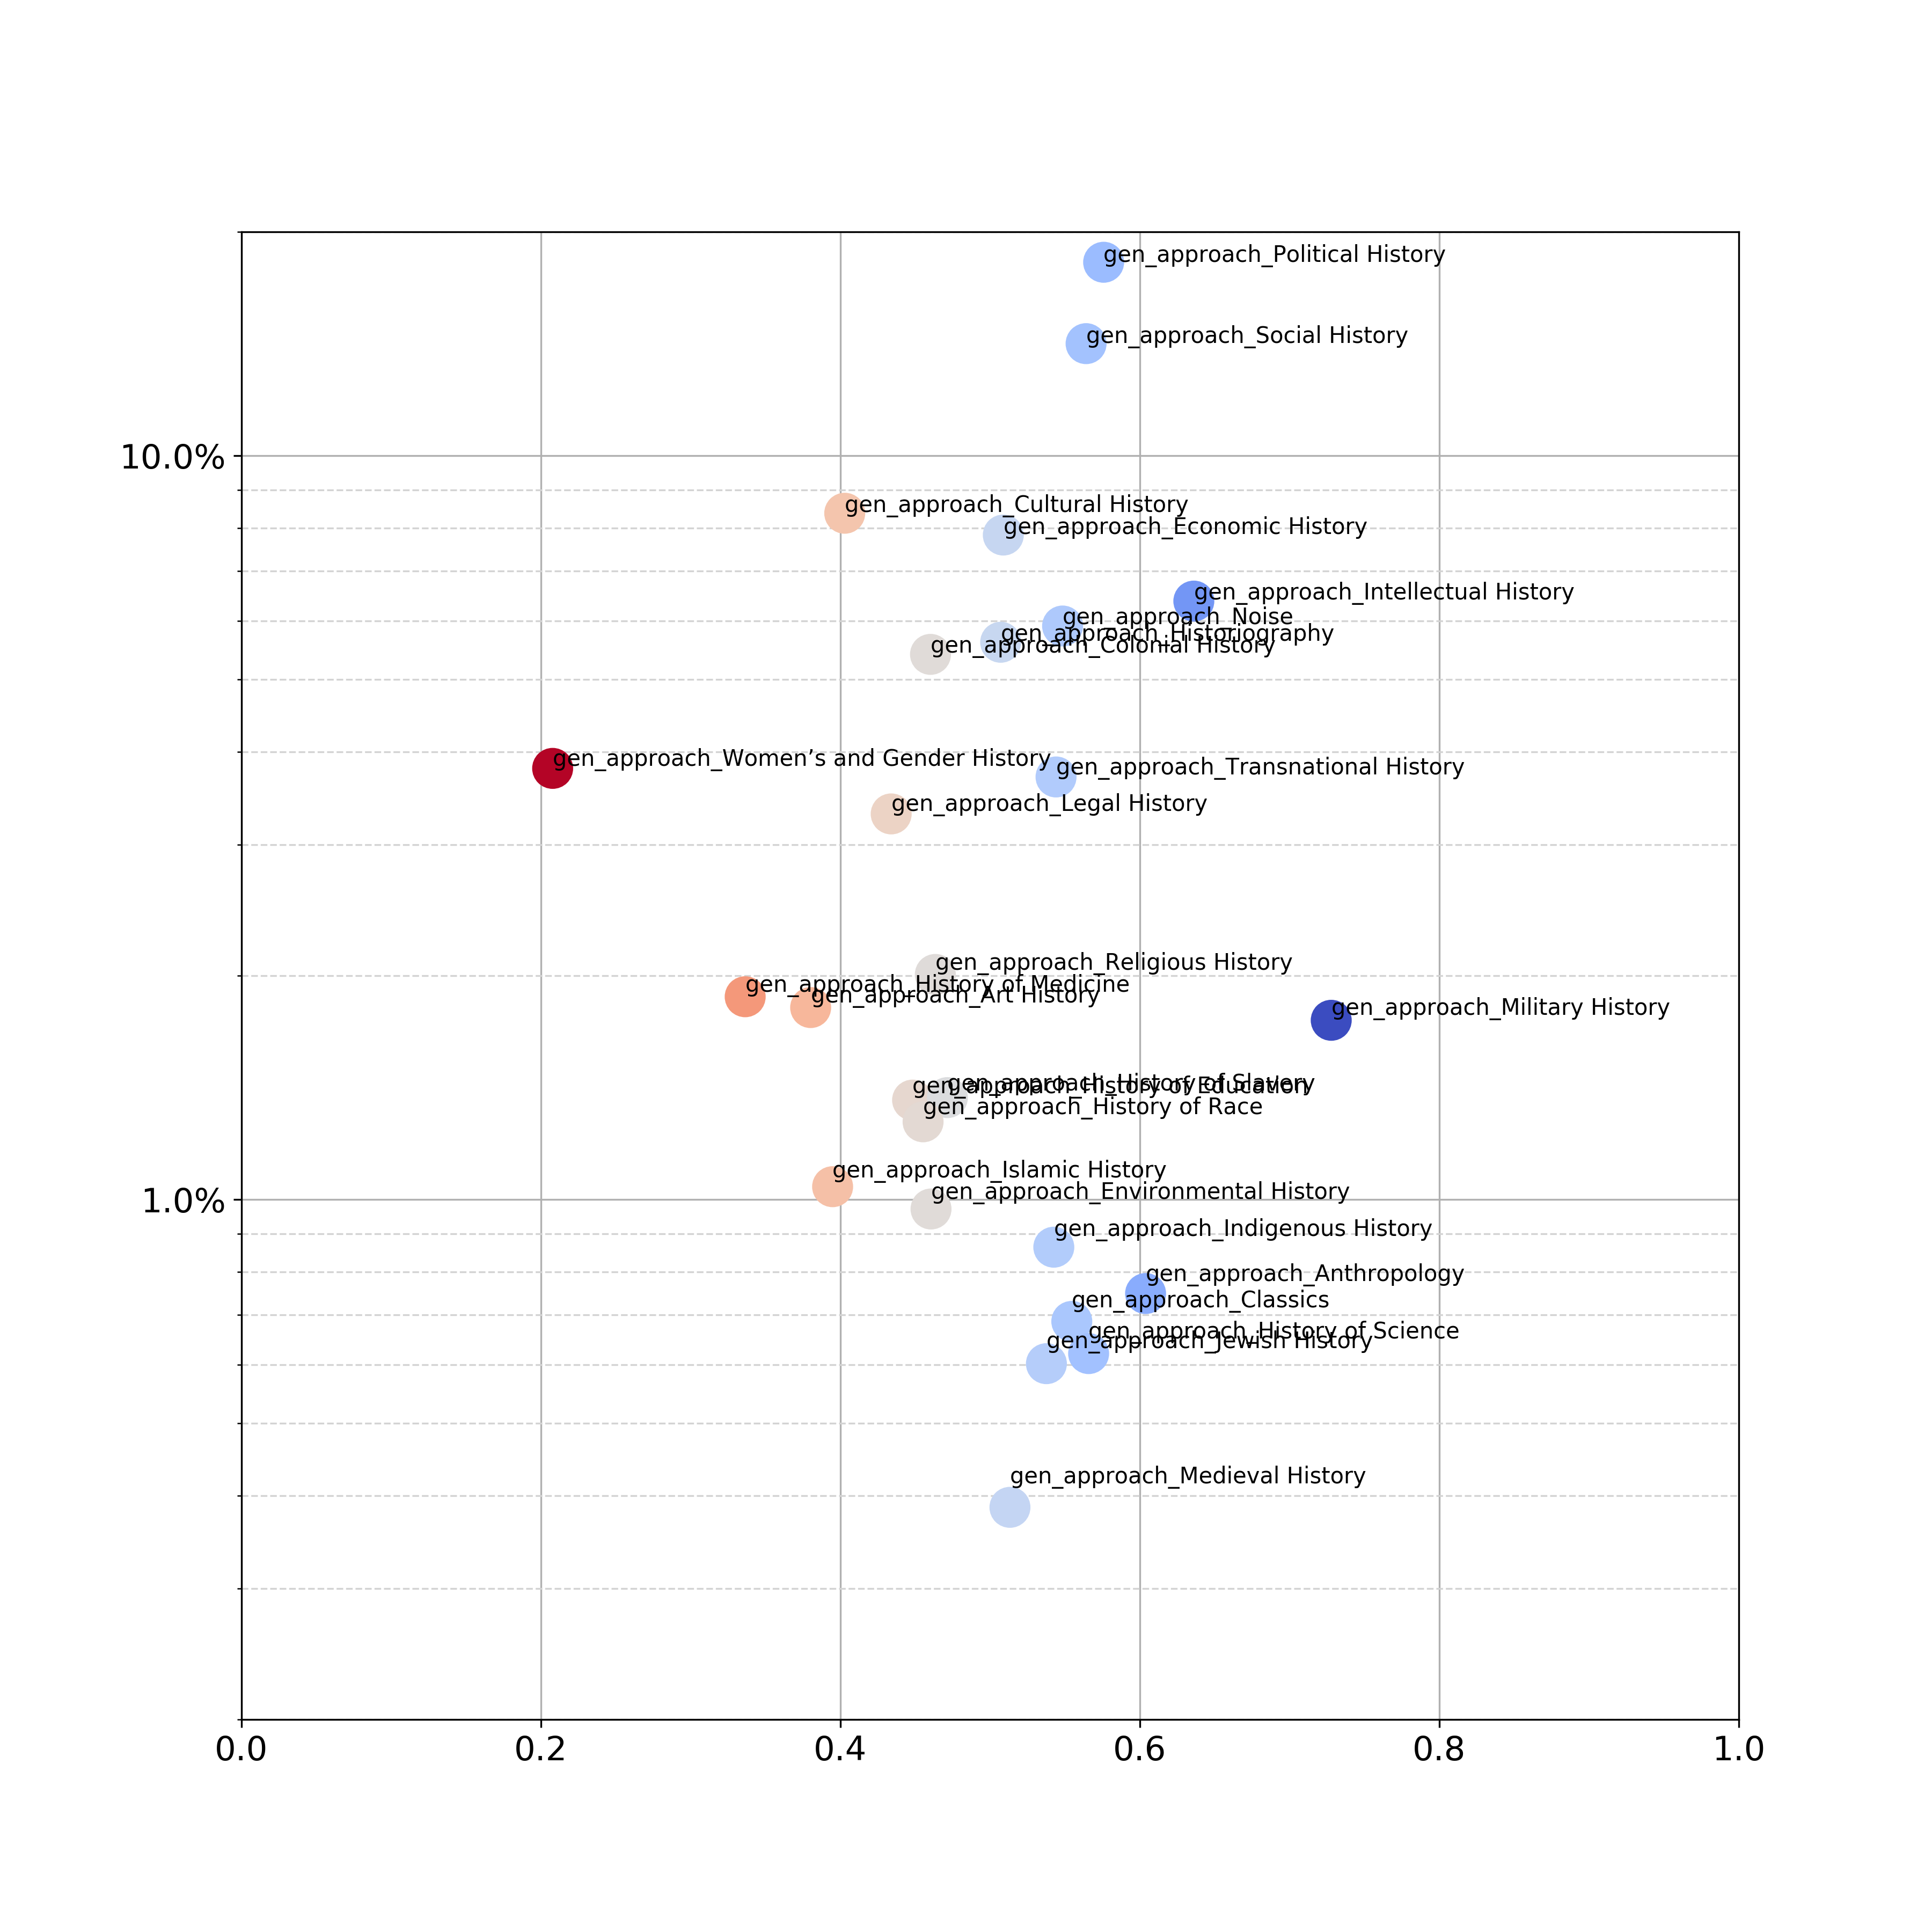 gen_approach_Political History
gen_approach_Social History
10.0%
gen_approach_Cultural History
gen_approach_Economic History
gen_approach_Intellectual History
gen_approach_Noise
gen_approach_Historiography
gen_approach_Colonial History
gen_approach_Women’s and Gender History
gen_approach_Transnational History
gen_approach_Legal History
gen_approach_Religious History
gen_approach_History of Medicine
gen_approach_Art History
gen_approach_Military History
gen_approach_History of Slavery
gen_approach_History of Education
gen_approach_History of Race
gen_approach_Islamic History
1.0%
gen_approach_Environmental History
gen_approach_Indigenous History
gen_approach_Anthropology
gen_approach_Classics
gen_approach_History of Science
gen_approach_Jewish History
gen_approach_Medieval History
0.0 0.2 0.4 0.6 0.8 1.0